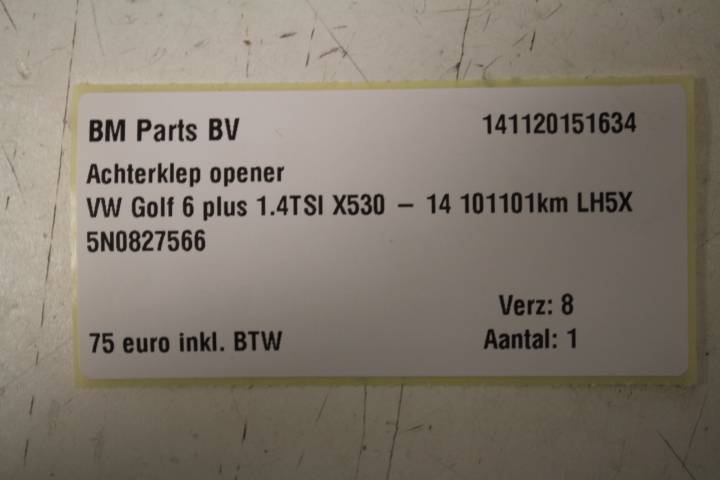 BM Parts BV 141120151634
Achterklep opener
VW Golf 6 plus 1.4TSI X530 – 14 101101km LH5X
5N0827566
Verz: 8
75 euro inkl. BTW Aantal: 1